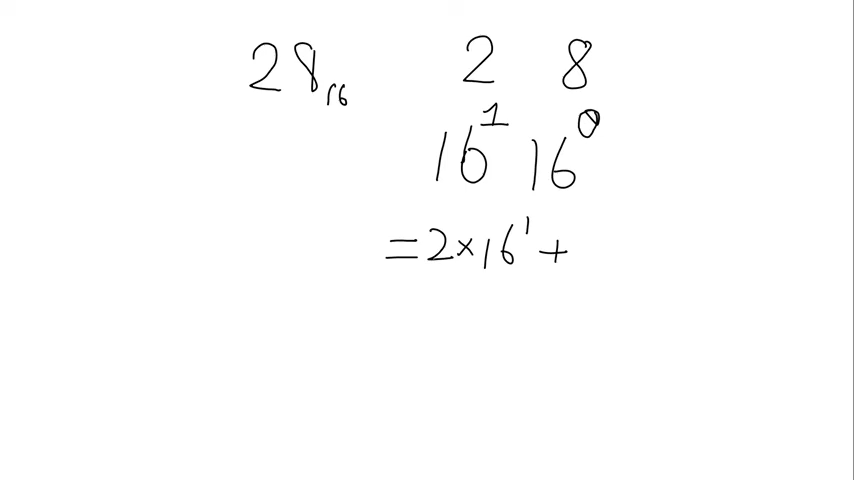 28₁₆ 2 8
16¹ 16⁰
= 2 × 16¹ +